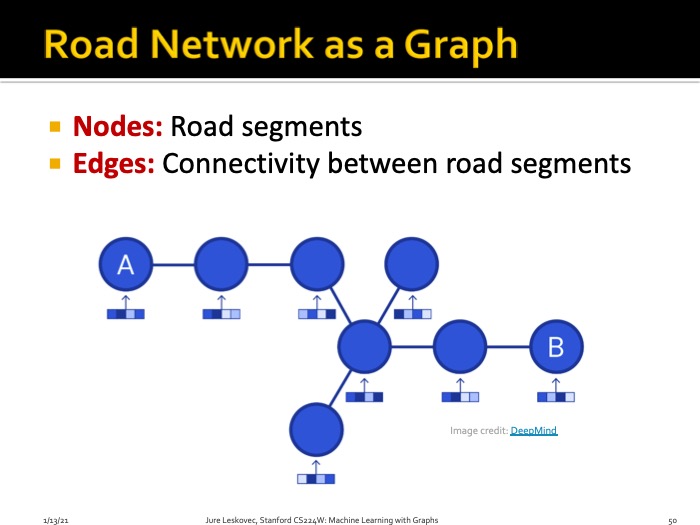 Road Network as a Graph
Nodes: Road segments
Edges: Connectivity between road segments
A
B
Image credit: DeepMind
1/13/21
Jure Leskovec, Stanford CS224W: Machine Learning with Graphs
50